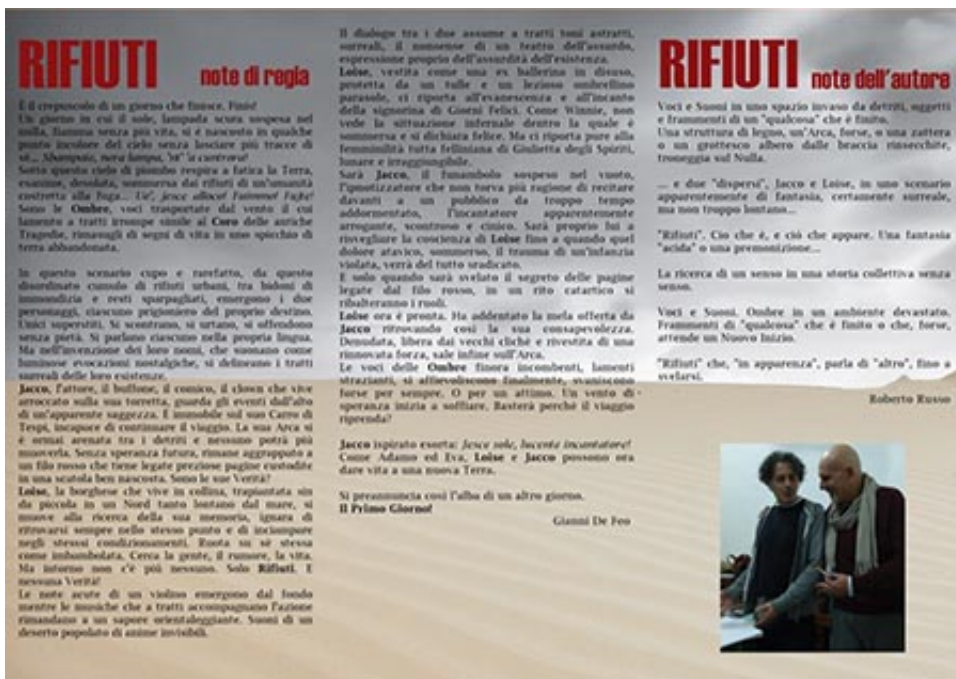 RIFIUTI
note di regia
È il crepuscolo di un giorno che finisce. Finis!
Un giorno in cui il sole, lampada scura sospesa nel
nulla, fiamma senza più vita, si è nascosto in qualche
punto incolore del cielo senza lasciare più tracce di
sé...
Sotto questo cielo di piombo respira a fatica la Terra,
esanime, desolata, sommersa dai rifiuti di un'umanità
costretta alla fuga...
Sono le Ombre, voci trasportate dal vento il cui
lamento a tratti irrompe simile al Coro delle antiche
Tragedie, rimasugli di segni di vita in uno spicchio di
terra abbandonata.
In questo scenario cupo e rarefatto, da questo
disordinato cumulo di rifiuti urbani, tra bidoni di
immondizia e resti sparpagliati, emergono i due
personaggi, ciascuno prigioniero del proprio destino.
Unici superstiti. Si scontrano, si urtano, si offendono
senza pietà. Si parlano ciascuno nella propria lingua.
Ma nell'invenzione dei loro nomi, che suonano come
luminose evocazioni nostalgiche, si delineano i tratti
surreali delle loro esistenze.
Jacco, l'attore, il buffone, il comico, il clown che vive
arroccato sulla sua torretta, guarda gli eventi dall'alto
di un'apparente saggezza. È immobile sul suo Carro di
Tespi, incapace di continuare il viaggio. La sua Arca si
è ormai arenata tra i detriti e nessuno potrà più
muoverla. Senza speranza futura, rimane aggrappato a
un filo rosso che tiene legate preziose pagine custodite
in una scatola ben nascosta. Sono le sue Verità?
Loise, la borghese che vive in collina, trapiantata sin
da piccola in un Nord tanto lontano dal mare, si
muove alla ricerca della sua memoria, ignara di
ritrovarsi sempre nello stesso punto e di inciampare
negli stessi condizionamenti. Ruota su sé stessa
come imbambolata. Cerca la gente, il rumore, la vita.
Ma intorno non c'è più nessuno. Solo Rifiuti. E
nessuna Verità!
Le note acute di un violino emergono dal fondo
mentre le musiche che a tratti accompagnano l'azione
rimandano a un sapore orientaleggiante. Suoni di un
deserto popolato di anime invisibili.
Il dialogo tra i due assume a tratti toni astratti,
surreali, il nonsense di un teatro dell'assurdo,
espressione proprio dell'assurdità dell'esistenza.
Loise, vestita come una ex ballerina in disuso,
protetta da un tulle e un lezioso ombrellino
parasole, ci riporta all'evanescenza e all'incanto
della signorina di Giorni Felici. Come Winnie, non
vede la situazione infernale dentro la quale è
sommersa e si dichiara felice. Ma ci riporta pure alla
femminilità tutta felliniana di Giulietta degli Spiriti,
lunare e irraggiungibile.
Sarà Jacco, il funambolo sospeso nel vuoto,
l'ipnotizzatore che non torva più ragione di recitare
davanti a un pubblico da troppo tempo
addormentato, l'incantatore apparentemente
arrogante, scontroso e cinico. Sarà proprio lui a
risvegliare la coscienza di Loise fino a quando quel
dolore atavico, sommerso, il trauma di un'infanzia
violata, verrà del tutto sradicato.
E solo quando sarà svelato il segreto delle pagine
legate dal filo rosso, in un rito catartico si
ribalteranno i ruoli.
Loise ora è pronta. Ha addentato la mela offerta da
Jacco ritrovando così la sua consapevolezza.
Denudata, libera dai vecchi clichè e rivestita di una
rinnovata forza, sale infine sull'Arca.
Le voci delle Ombre finora incombenti, lamenti
strazianti, si affievoliscono finalmente, svaniscono
forse per sempre. O per un attimo. Un vento di
speranza inizia a soffiare. Basterà perchè il viaggio
riprenda?
Jacco ispirato esorta: Jesce sole, lucente incantatore!
Come Adamo ed Eva, Loise e Jacco possono ora
dare vita a una nuova Terra.
Si preannuncia così l'alba di un altro giorno.
Il Primo Giorno!
Gianni De Feo
RIFIUTI
note dell'autore
Voci e Suoni in uno spazio invaso da detriti, oggetti
e frammenti di un "qualcosa" che è finito.
Una struttura di legno, un'Arca, forse, o una zattera
o un grottesco albero dalle braccia rinsecchite,
troneggia sul Nulla.
... e due "dispersi", Jacco e Loise, in uno scenario
apparentemente di fantasia, certamente surreale,
ma non troppo lontano...
"Rifiuti". Ciò che è, e ciò che appare. Una fantasia
"acida" o una premonizione...
La ricerca di un senso in una storia collettiva senza
senso.
Voci e Suoni. Ombre in un ambiente devastato.
Frammenti di "qualcosa" che è finito o che, forse,
attende un Nuovo Inizio.
"Rifiuti" che, "in apparenza", parla di "altro", fino a
svelarsi.
Roberto Russo